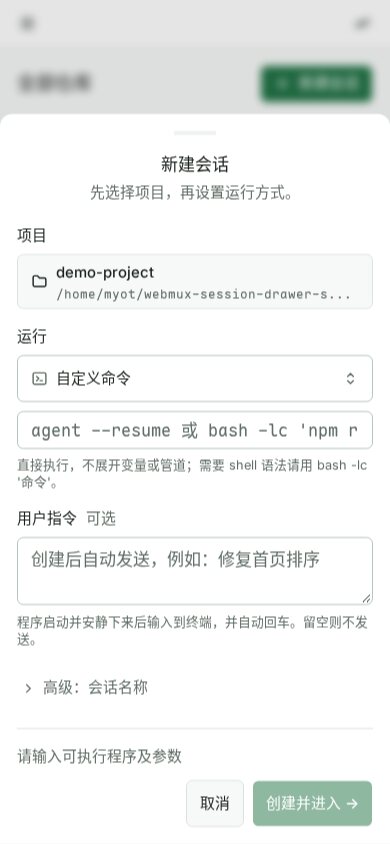 新建会话
先选择项目，再设置运行方式。
项目
demo-project
/home/myot/webmux-session-drawer-s...
运行
自定义命令
agent --resume 或 bash -lc 'npm r
直接执行，不展开变量或管道；需要 shell 语法请用 bash -lc
'命令'。
用户指令 可选
创建后自动发送，例如：修复首页排序
程序启动并安静下来后输入到终端，并自动回车。留空则不发
送。
高级：会话名称
请输入可执行程序及参数
取消
创建并进入 →